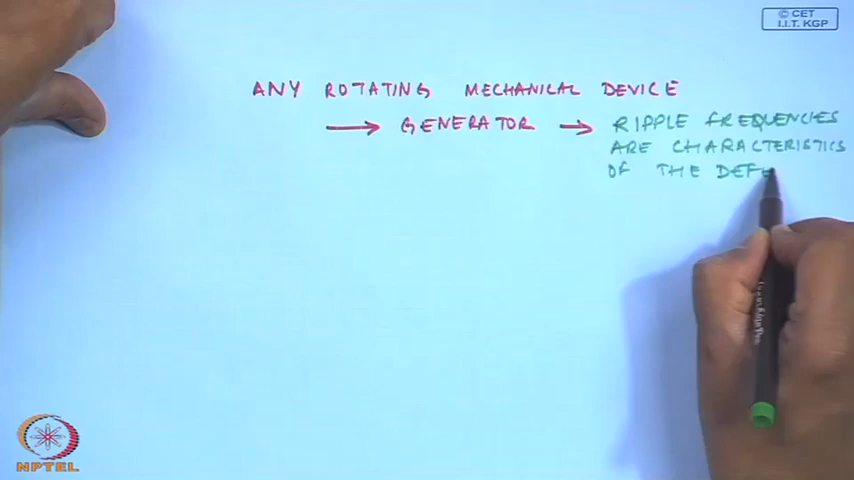 © CET
I.I.T. KGP
ANY ROTATING MECHANICAL DEVICE
→ GENERATOR → RIPPLE FREQUENCIES
ARE CHARACTERISTICS
OF THE DEFE
NPTEL